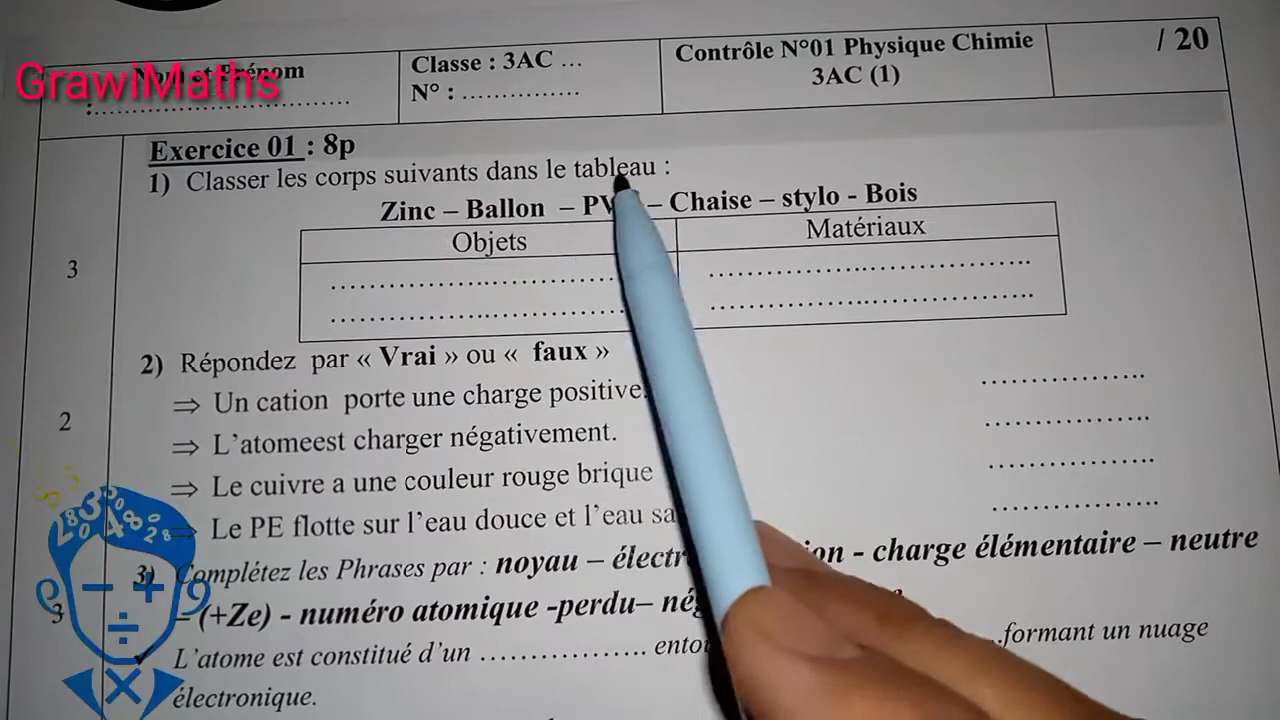 GrawiMaths
Nom et Prénom
:....................................
Classe : 3AC ...
N° : ...............
Contrôle N°01 Physique Chimie
3AC (1)
/ 20
Exercice 01 : 8p
1) Classer les corps suivants dans le tableau :
Zinc – Ballon – – Chaise – stylo - Bois
Objets
Matériaux
3
2) Répondez par « Vrai » ou « faux »
⇒ Un cation porte une charge positive.
2
⇒ L’atomeest charger négativement.
⇒ Le cuivre a une couleur rouge brique
⇒ Le PE flotte sur l’eau douce et l’eau
3) Complétez les Phrases par : noyau – - charge élémentaire – neutre
3
– (+Ze) - numéro atomique -perdu–
✓ L’atome est constitué d’un ................. formant un nuage
électronique.